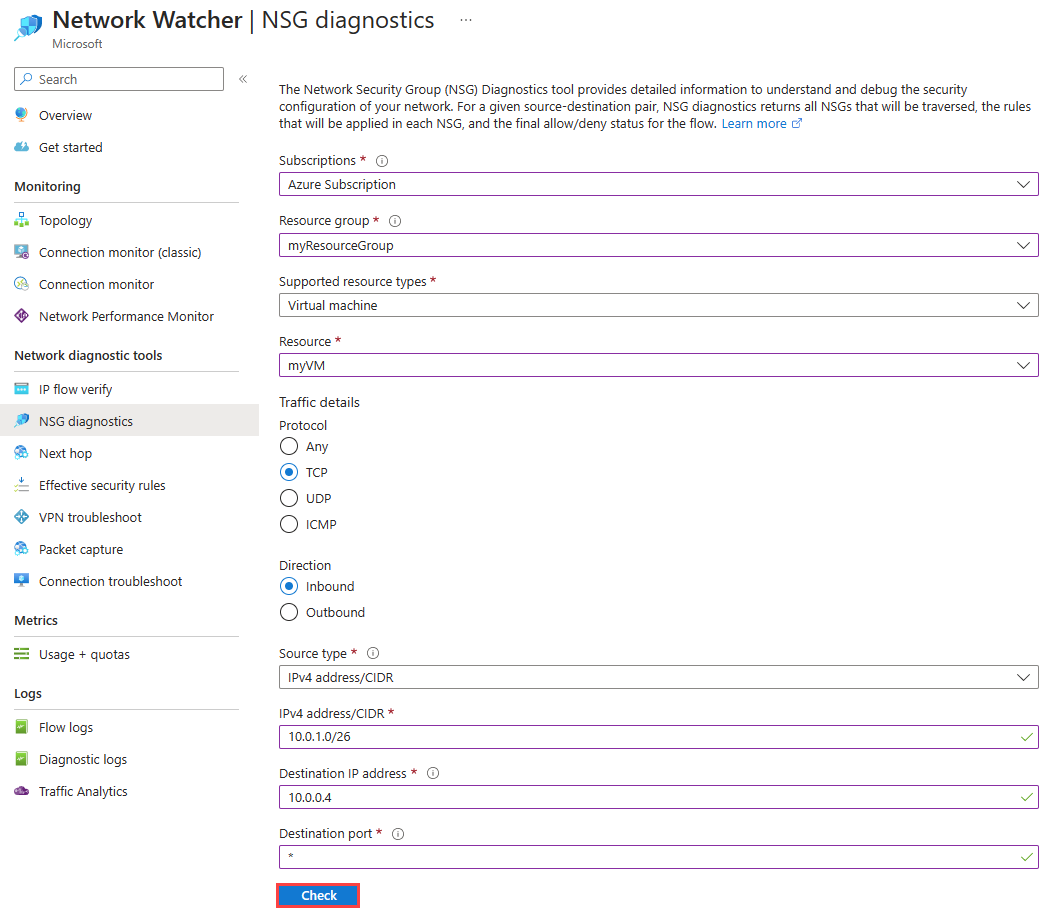 Network Watcher | NSG diagnostics ...
Microsoft
Search «
Overview
Get started
Monitoring
Topology
Connection monitor (classic)
Connection monitor
Network Performance Monitor
Network diagnostic tools
IP flow verify
NSG diagnostics
Next hop
Effective security rules
VPN troubleshoot
Packet capture
Connection troubleshoot
Metrics
Usage + quotas
Logs
Flow logs
Diagnostic logs
Traffic Analytics
The Network Security Group (NSG) Diagnostics tool provides detailed information to understand and debug the security
configuration of your network. For a given source-destination pair, NSG diagnostics returns all NSGs that will be traversed, the rules
that will be applied in each NSG, and the final allow/deny status for the flow. Learn more
Subscriptions *
Azure Subscription
Resource group *
myResourceGroup
Supported resource types *
Virtual machine
Resource *
myVM
Traffic details
Protocol
Any
TCP
UDP
ICMP
Direction
Inbound
Outbound
Source type *
IPv4 address/CIDR
IPv4 address/CIDR *
10.0.1.0/26
Destination IP address *
10.0.0.4
Destination port *
*
Check